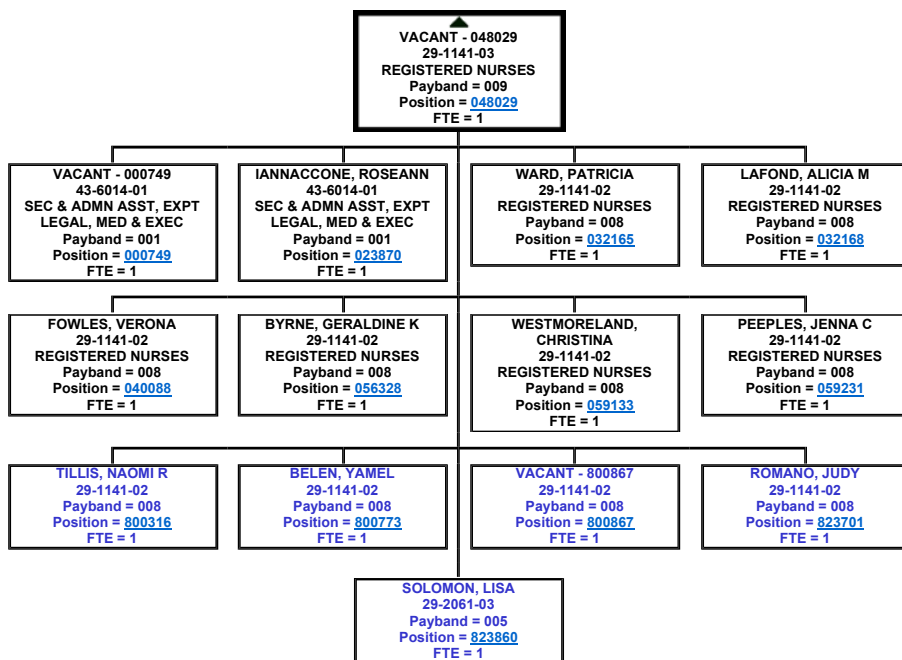 VACANT - 048029
29-1141-03
REGISTERED NURSES
Payband = 009
Position = 048029
FTE = 1
VACANT - 000749
43-6014-01
SEC & ADMN ASST, EXPT
LEGAL, MED & EXEC
Payband = 001
Position = 000749
FTE = 1
IANNACCONE, ROSEANN
43-6014-01
SEC & ADMN ASST, EXPT
LEGAL, MED & EXEC
Payband = 001
Position = 023870
FTE = 1
WARD, PATRICIA
29-1141-02
REGISTERED NURSES
Payband = 008
Position = 032165
FTE = 1
LAFOND, ALICIA M
29-1141-02
REGISTERED NURSES
Payband = 008
Position = 032168
FTE = 1
FOWLES, VERONA
29-1141-02
REGISTERED NURSES
Payband = 008
Position = 040088
FTE = 1
BYRNE, GERALDINE K
29-1141-02
REGISTERED NURSES
Payband = 008
Position = 056328
FTE = 1
WESTMORELAND,
CHRISTINA
29-1141-02
REGISTERED NURSES
Payband = 008
Position = 059133
FTE = 1
PEEPLES, JENNA C
29-1141-02
REGISTERED NURSES
Payband = 008
Position = 059231
FTE = 1
TILLIS, NAOMI R
29-1141-02
Payband = 008
Position = 800316
FTE = 1
BELEN, YAMEL
29-1141-02
Payband = 008
Position = 800773
FTE = 1
VACANT - 800867
29-1141-02
Payband = 008
Position = 800867
FTE = 1
ROMANO, JUDY
29-1141-02
Payband = 008
Position = 823701
FTE = 1
SOLOMON, LISA
29-2061-03
Payband = 005
Position = 823860
FTE = 1